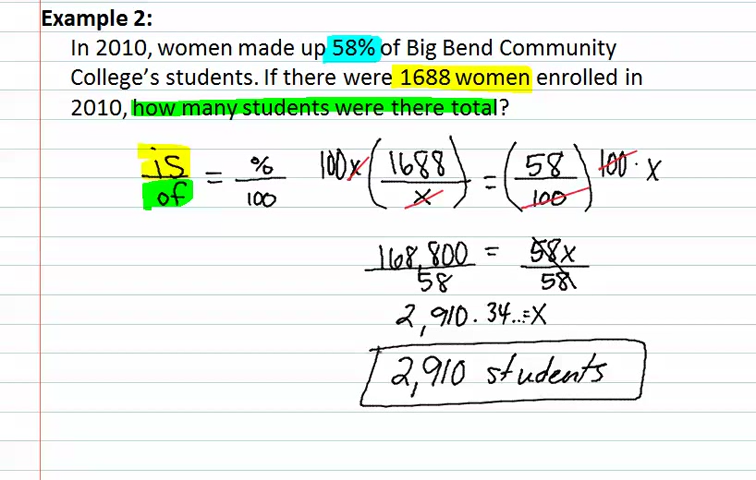 Example 2:
In 2010, women made up 58% of Big Bend Community
College’s students. If there were 1688 women enrolled in
2010, how many students were there total?
is/of = %/100 100x(1688/x) = (58/100)100·x
168,800/58 = 58x/58
2,910.34..=x
2,910 students